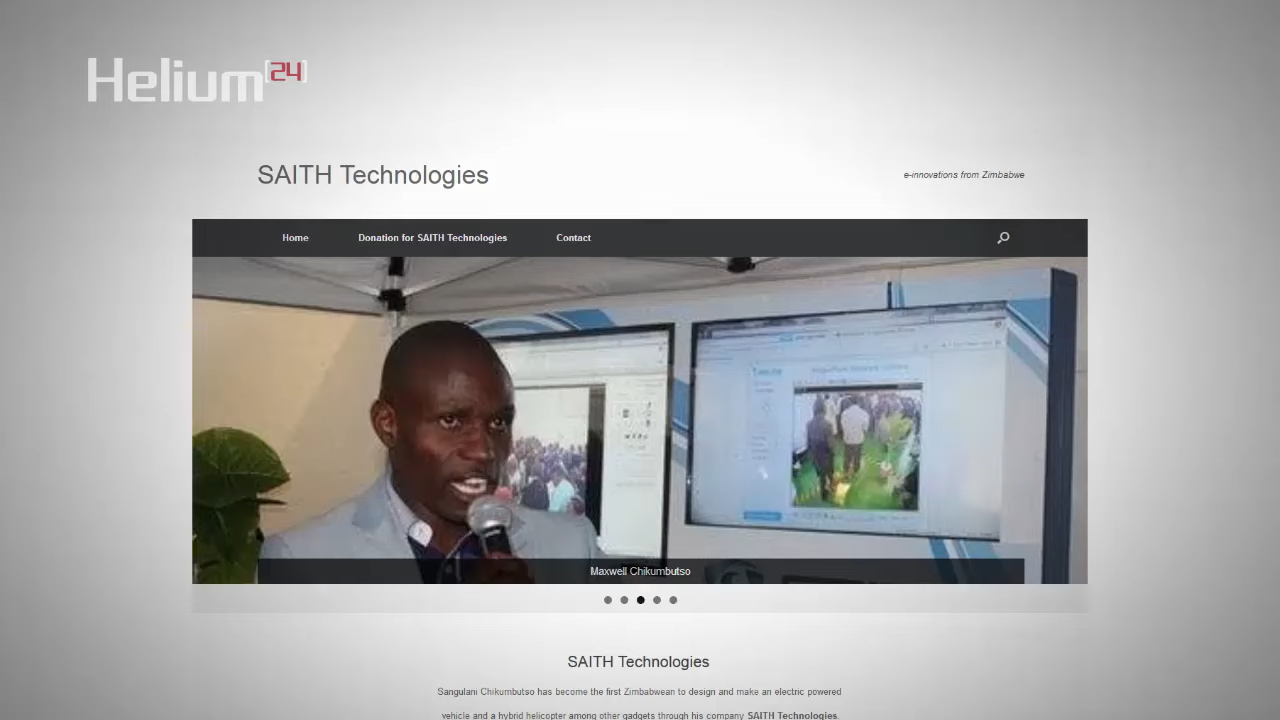 Helium[24]
SAITH Technologies
e-innovations from Zimbabwe
Home
Donation for SAITH Technologies
Contact
Maxwell Chikumbutso
SAITH Technologies
Sangulani Chikumbutso has become the first Zimbabwean to design and make an electric powered
vehicle and a hybrid helicopter among other gadgets through his company SAITH Technologies.